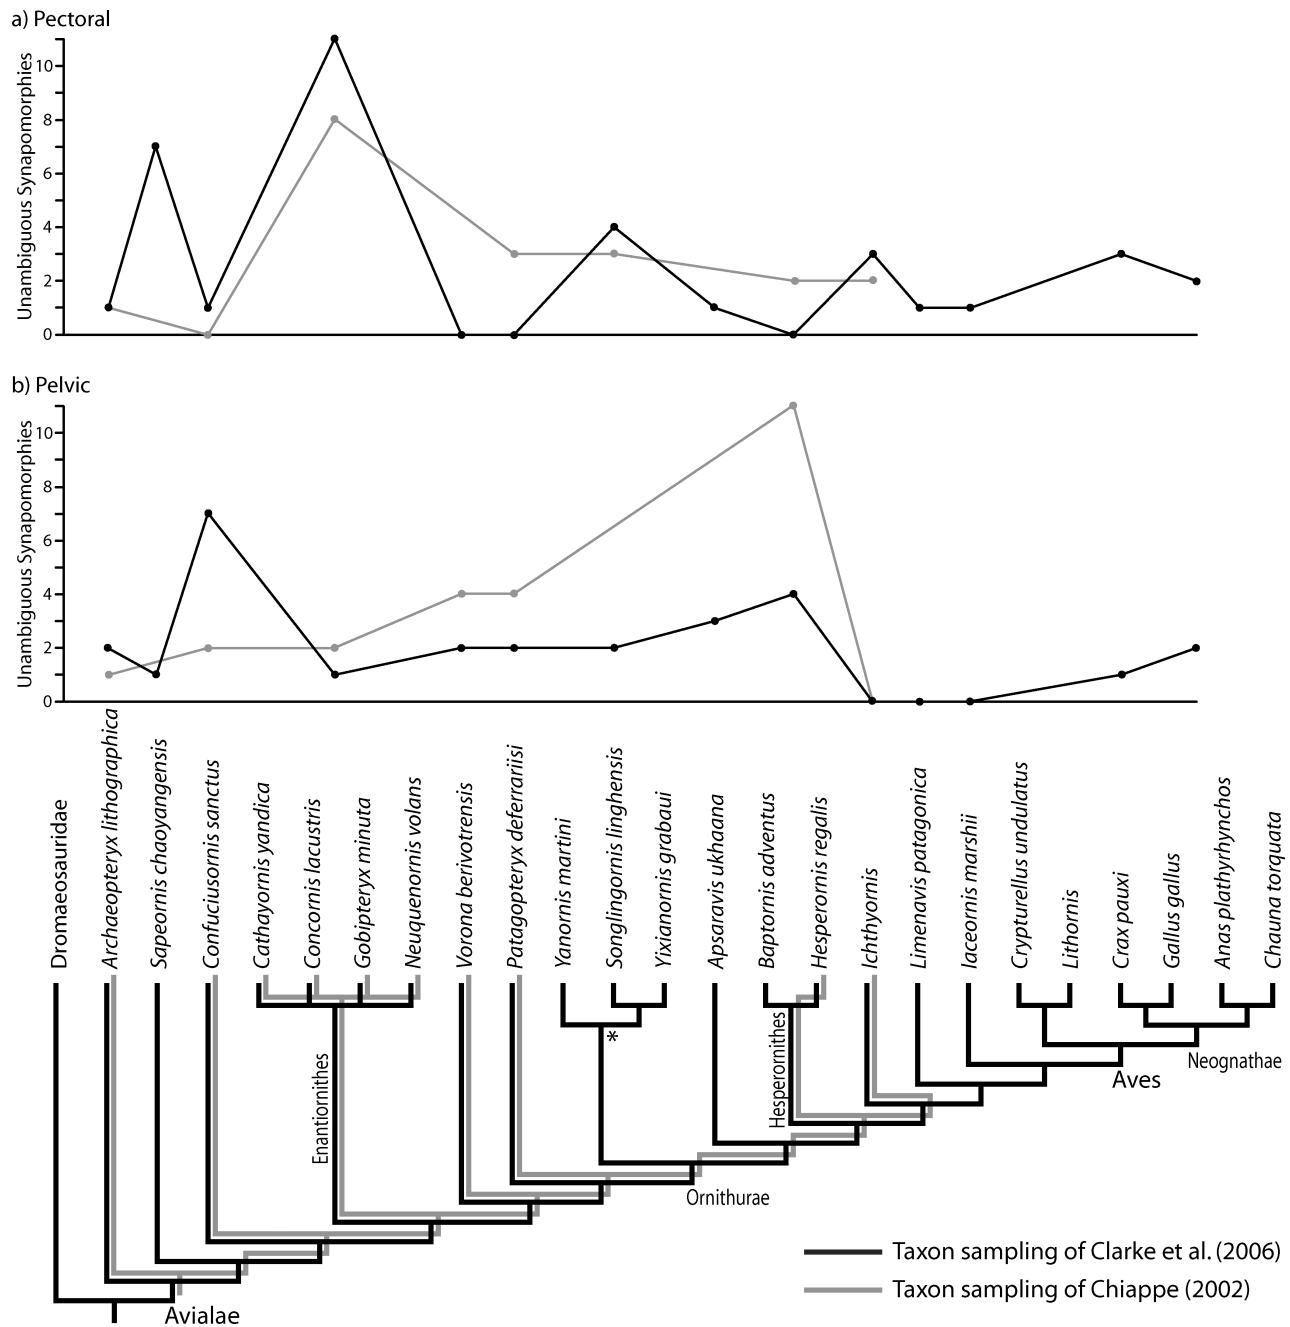 a) Pectoral
Unambiguous Synapomorphies
10
8
6
4
2
0
b) Pelvic
Unambiguous Synapomorphies
10
8
6
4
2
0
Dromaeosauridae
Archaeopteryx lithographica
Sapeornis chaoyangensis
Confuciusornis sanctus
Cathayornis yandica
Concornis lacustris
Gobipteryx minuta
Neuquenornis volans
Vorona berivotrensis
Patagopteryx deferrariisi
Yanornis martini
Songlingornis linghensis
Yixianornis grabaui
Apsaravis ukhaana
Baptornis adventus
Hesperornis regalis
Ichthyornis
Limenavis patagonica
Iaceornis marshii
Crypturellus undulatus
Lithornis
Crax pauxi
Gallus gallus
Anas plathyrhynchos
Chauna torquata
*
Enantiornithes
Hesperornithes
Neognathae
Aves
Ornithurae
Taxon sampling of Clarke et al. (2006)
Taxon sampling of Chiappe (2002)
Avialae